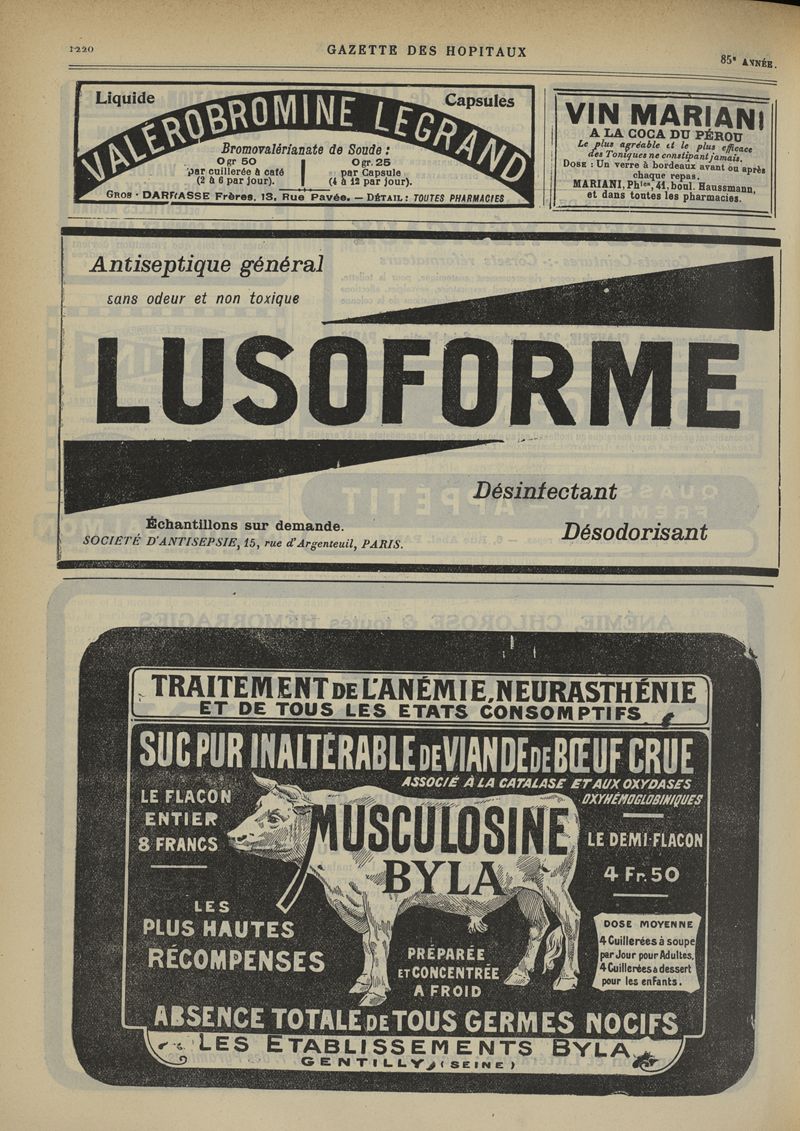 1220
GAZETTE DES HOPITAUX
85e ANNÉE.
Liquide
Capsules
VALÉROBROMINE LEGRAND
Bromovalérianate de Soude :
0 gr 50
par cuillerée à café
(2 à 6 par jour).
0 gr. 25
par Capsule
(4 à 12 par jour).
GROS · DARRASSE Frères, 13, Rue Pavée. — DÉTAIL : TOUTES PHARMACIES
VIN MARIANI
A LA COCA DU PÉROU
Le plus agréable et le plus efficace
des Toniques ne constipant jamais.
DOSE : Un verre à bordeaux avant ou après
chaque repas.
MARIANI, Phien, 41, boul. Haussmann,
et dans toutes les pharmacies.
Antiseptique général
sans odeur et non toxique
LUSOFORME
Désinfectant
Désodorisant
Échantillons sur demande.
SOCIÉTÉ D'ANTISEPSIE, 15, rue d'Argenteuil, PARIS.
TRAITEMENT DE L'ANÉMIE, NEURASTHÉNIE
ET DE TOUS LES ETATS CONSOMPTIFS
SUC PUR INALTÉRABLE DE VIANDE DE BŒUF CRUE
ASSOCIÉ À LA CATALASE ET AUX OXYDASES
OXYHÉMOGLOBINIQUES
LE FLACON
ENTIER
8 FRANCS
MUSCULOSINE
BYLA
LE DEMI-FLACON
4 Fr. 50
LES
PLUS HAUTES
RÉCOMPENSES
PRÉPARÉE
ET CONCENTRÉE
A FROID
DOSE MOYENNE
4 Cuillerées à soupe
par Jour pour Adultes.
4 Cuillerées à dessert
pour les enfants.
ABSENCE TOTALE DE TOUS GERMES NOCIFS
LES ETABLISSEMENTS BYLA
GENTILLY (SEINE)